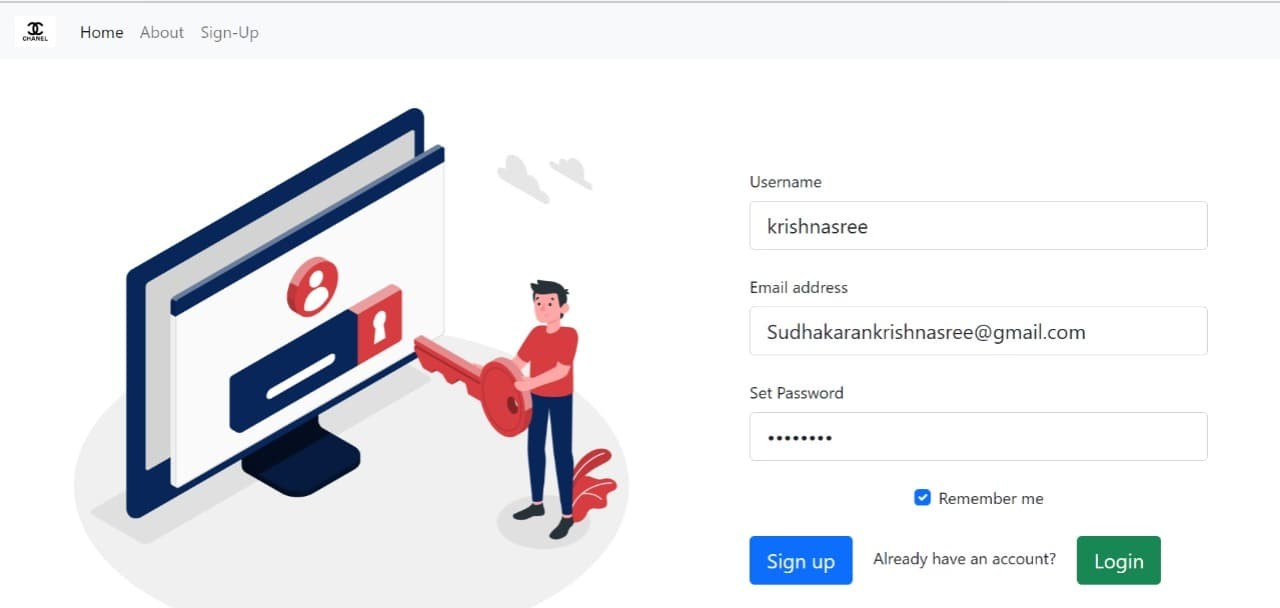 CHANEL
Home About Sign-Up
Username
krishnasree
Email address
Sudhakarankrishnasree@gmail.com
Set Password
••••••••
Remember me
Sign up Already have an account? Login